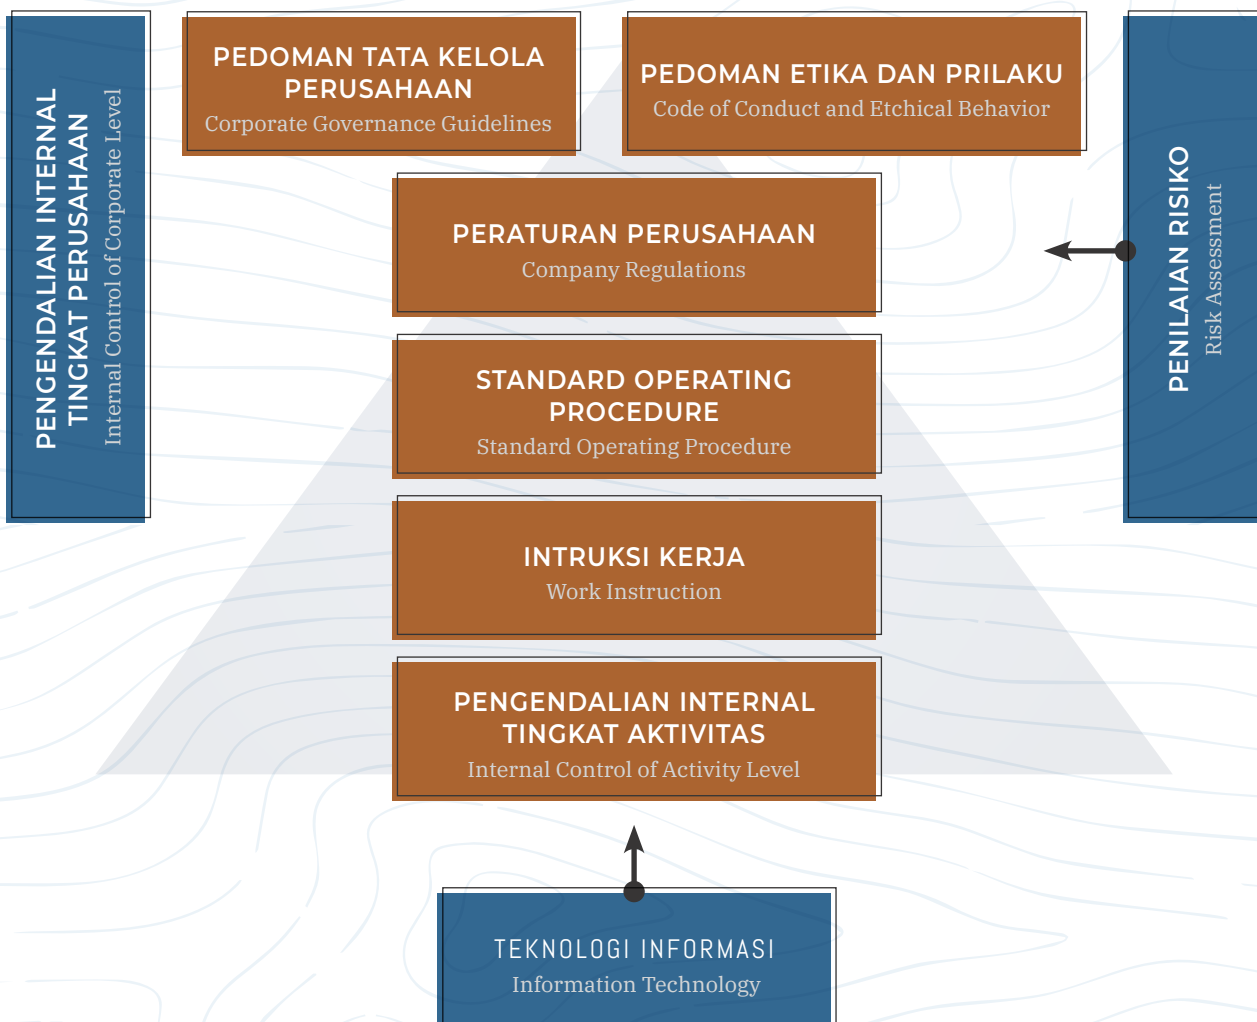 PENGENDALIAN INTERNAL
TINGKAT PERUSAHAAN
Internal Control of Corporate Level
PEDOMAN TATA KELOLA
PERUSAHAAN
Corporate Governance Guidelines
PEDOMAN ETIKA DAN PRILAKU
Code of Conduct and Etchical Behavior
PENILAIAN RISIKO
Risk Assessment
PERATURAN PERUSAHAAN
Company Regulations
STANDARD OPERATING
PROCEDURE
Standard Operating Procedure
INTRUKSI KERJA
Work Instruction
PENGENDALIAN INTERNAL
TINGKAT AKTIVITAS
Internal Control of Activity Level
TEKNOLOGI INFORMASI
Information Technology